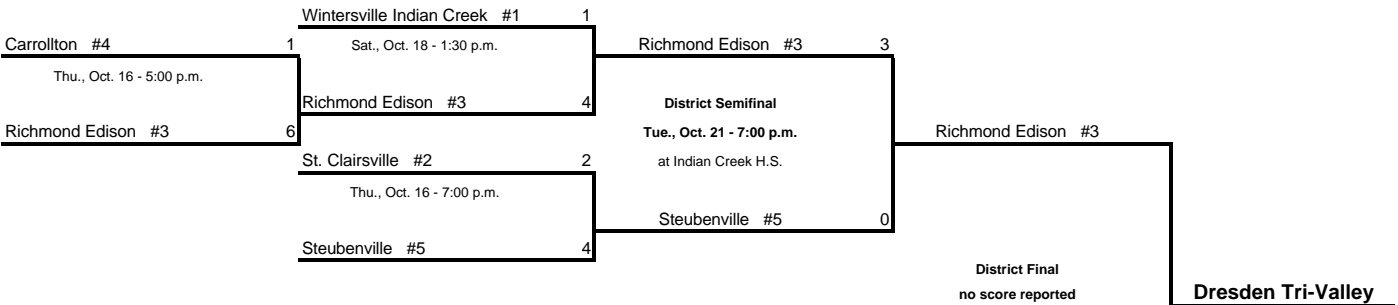 Wintersville Indian Creek #1 1
Carrollton #4 1
Sat., Oct. 18 - 1:30 p.m.
Richmond Edison #3 3
Thu., Oct. 16 - 5:00 p.m.
Richmond Edison #3 4
District Semifinal
Richmond Edison #3 6
Tue., Oct. 21 - 7:00 p.m.
Richmond Edison #3
St. Clairsville #2 2
at Indian Creek H.S.
Thu., Oct. 16 - 7:00 p.m.
Steubenville #5 0
Steubenville #5 4
District Final
no score reported
Dresden Tri-Valley